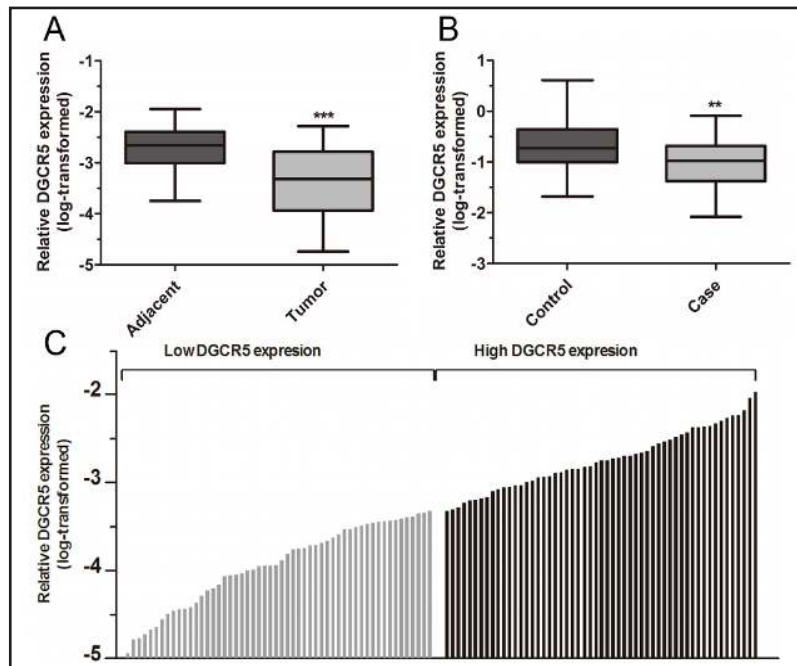 A
Relative DGCR5 expression
(log-transformed)
-1
-2
-3
-4
-5
***
Adjacent
Tumor
B
Relative DGCR5 expression
(log-transformed)
1
0
-1
-2
-3
**
Control
Case
C
Relative DGCR5 expression
(log-transformed)
Low DGCR5 expresion
High DGCR5 expresion
-2
-3
-4
-5